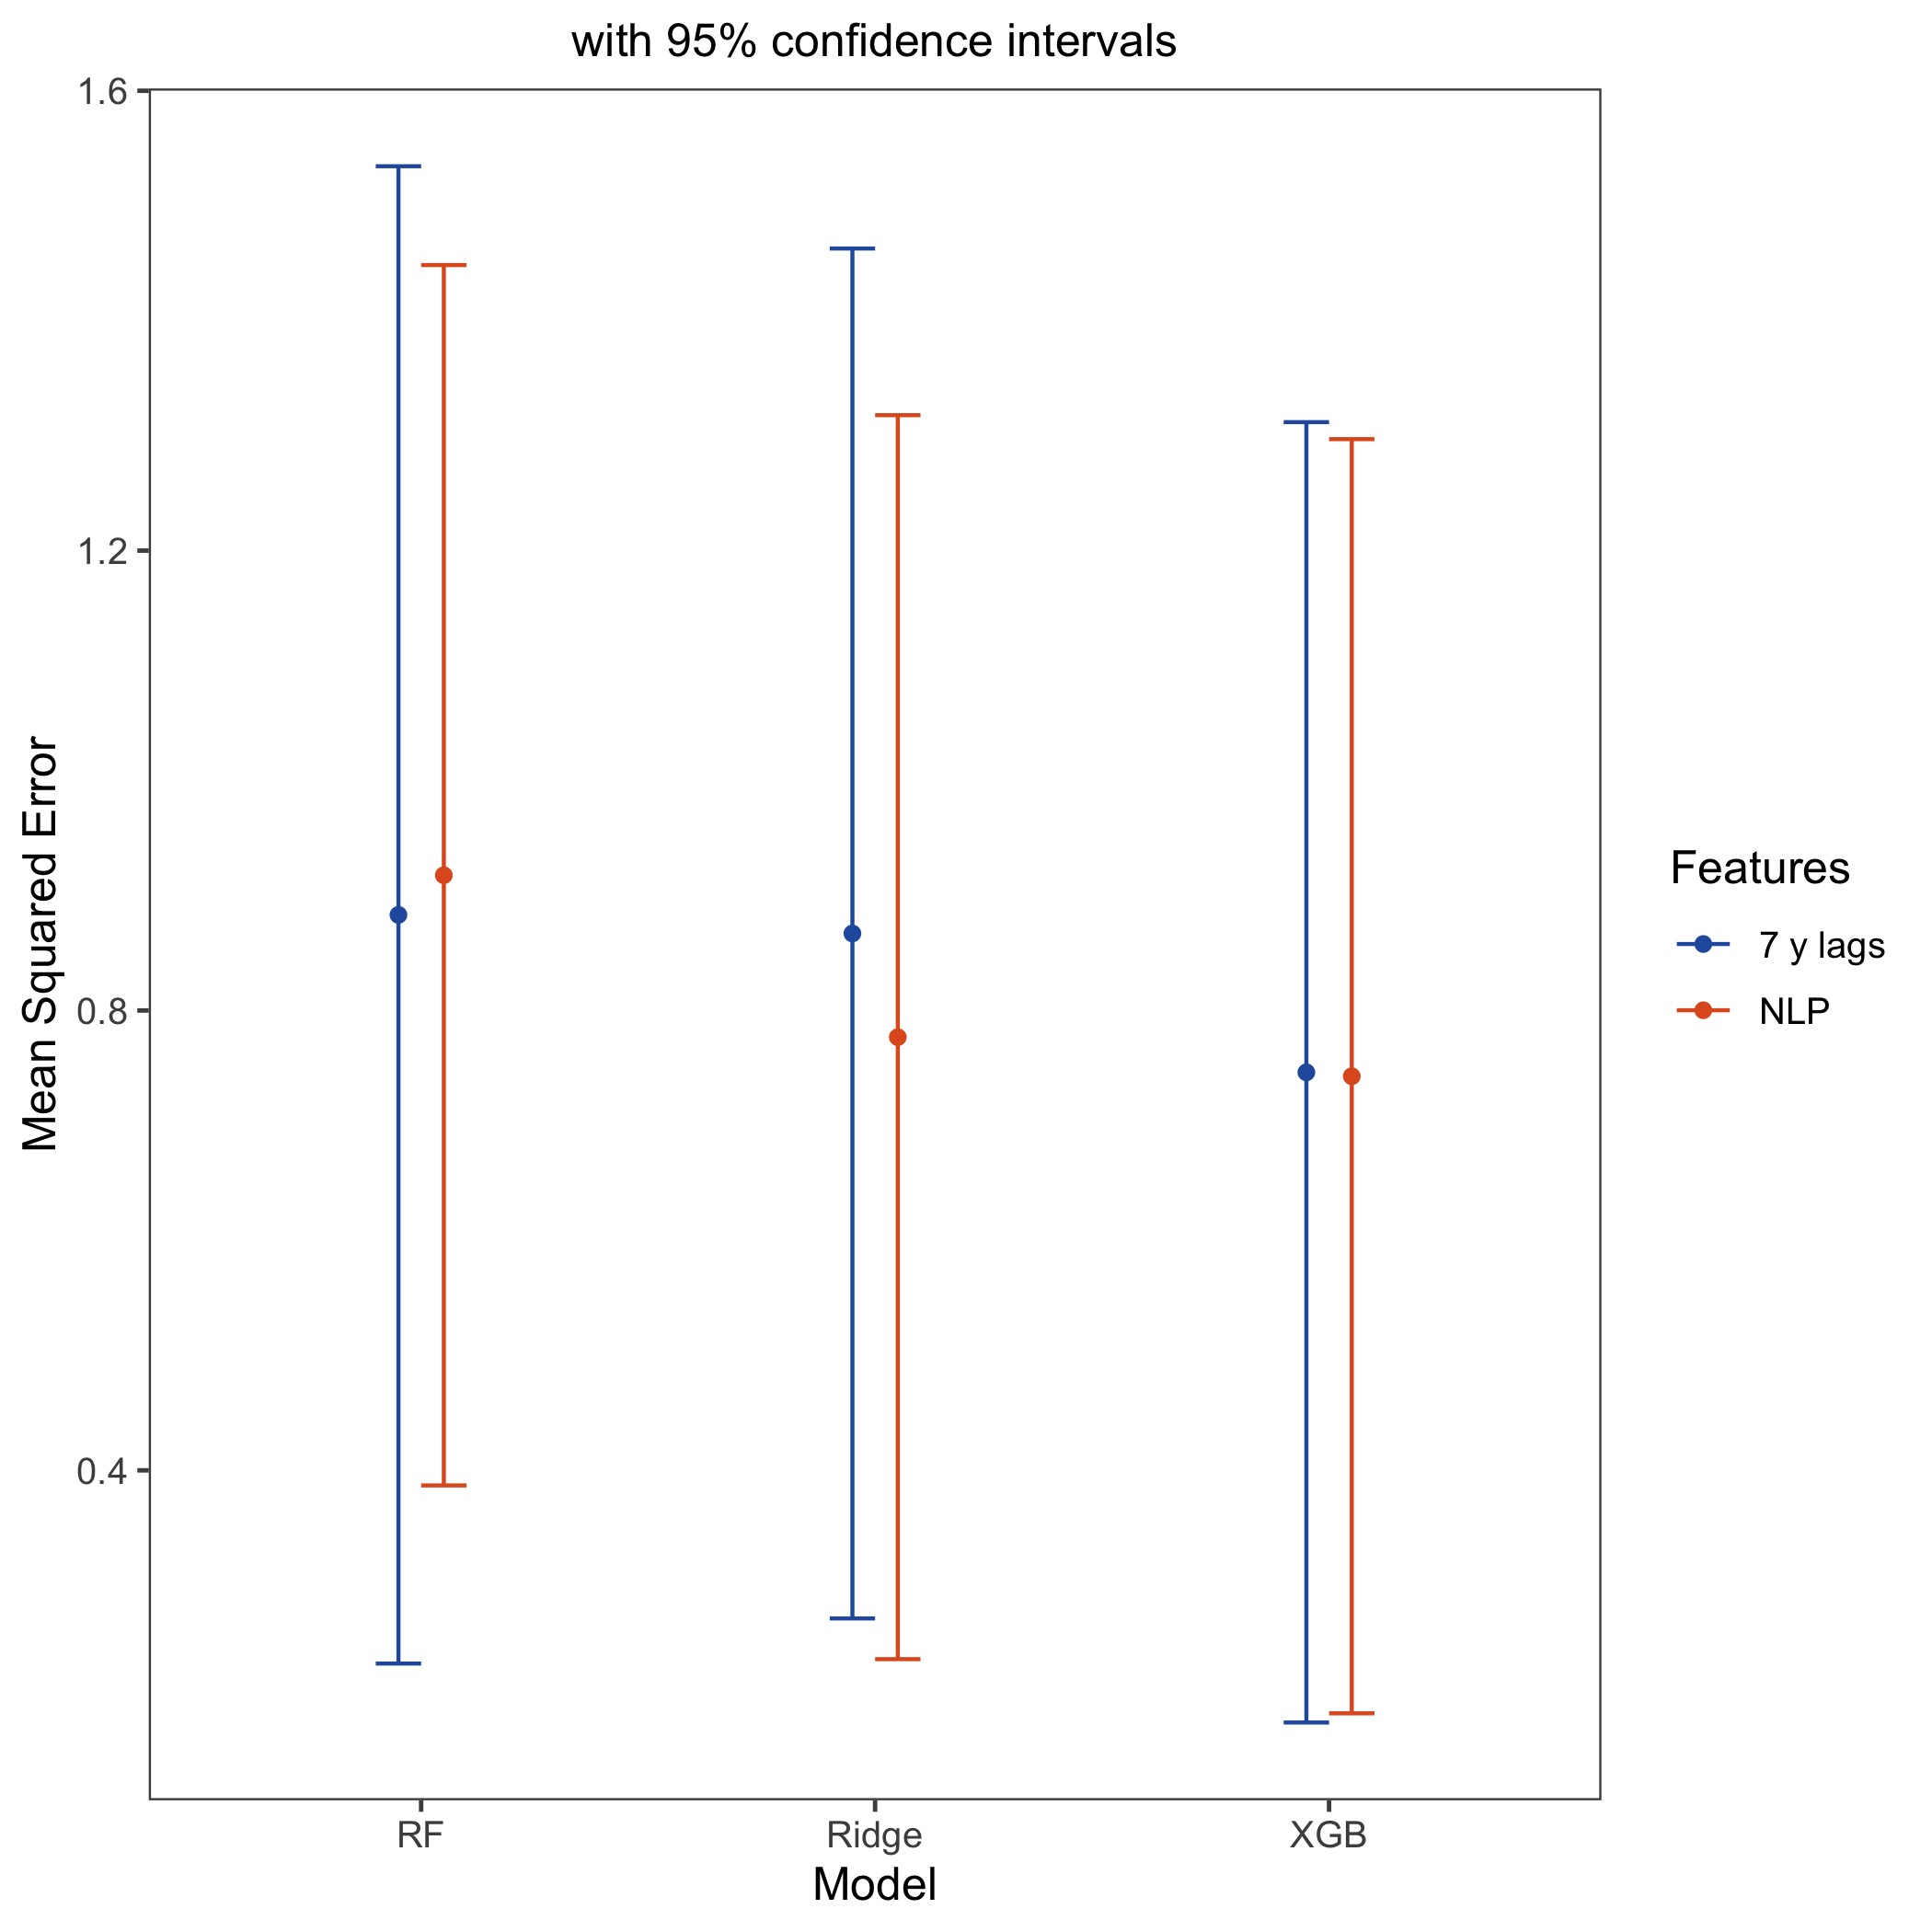 with 95% confidence intervals
1.6
1.2
0.8
0.4
Mean Squared Error
RF
Ridge
XGB
Model
Features
7 y lags
NLP